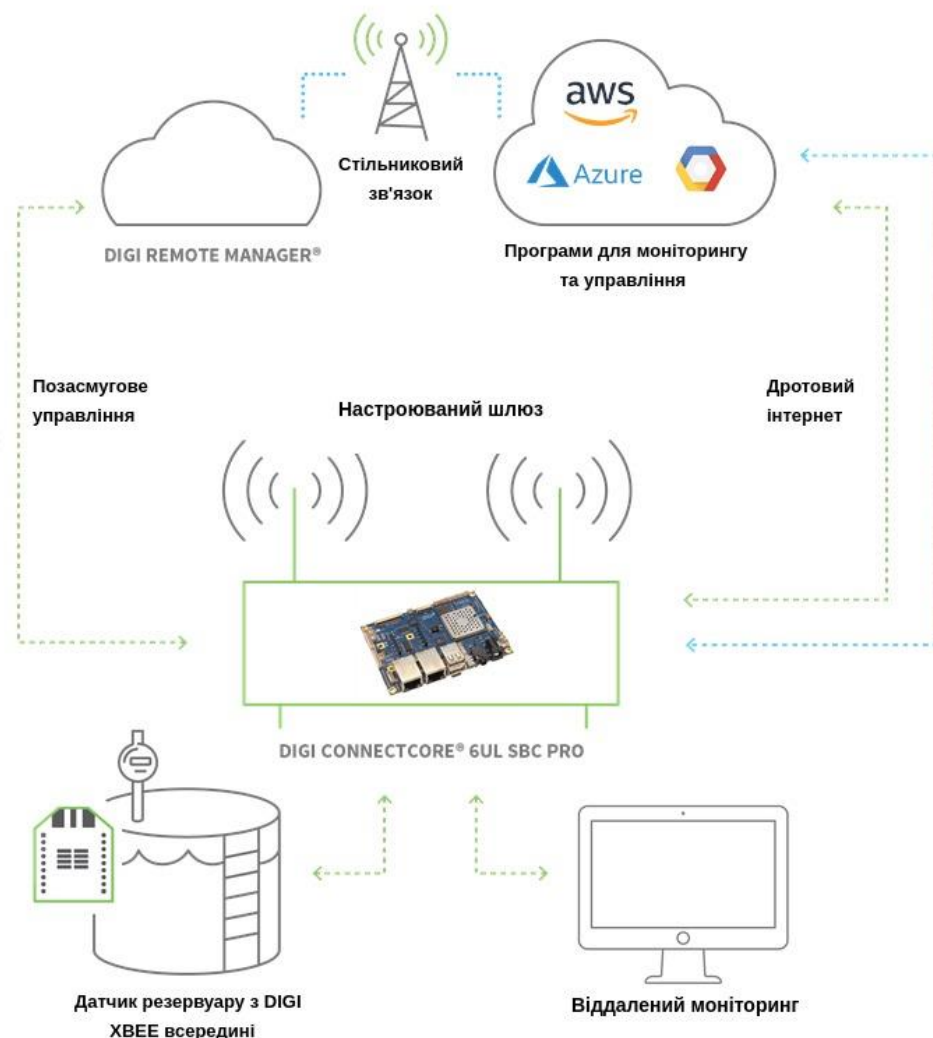 aws
Azure
Стільниковий
зв'язок
DIGI REMOTE MANAGER®
Програми для моніторингу
та управління
Позасмугове
управління
Настроюваний шлюз
Дротовий
інтернет
DIGI CONNECTCORE® 6UL SBC PRO
Датчик резервуару з DIGI
XBEE всередині
Віддалений моніторинг